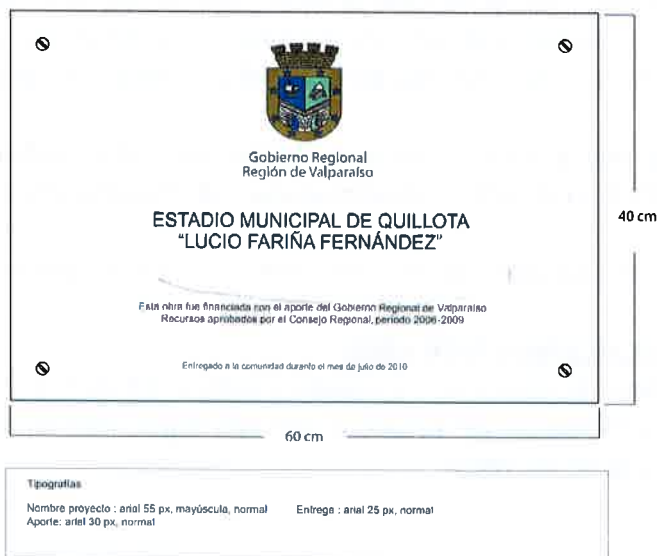 Gobierno Regional
Región de Valparaíso
ESTADIO MUNICIPAL DE QUILLOTA
“LUCIO FARIÑA FERNÁNDEZ”
40 cm
Esta obra fue financiada con el aporte del Gobierno Regional de Valparaíso
Recursos aprobados por el Consejo Regional, periodo 2006-2009
Entregado a la comunidad durante el mes de julio de 2010
60 cm
Tipografías
Nombre proyecto : arial 55 px, mayúscula, normal Entrega : arial 25 px, normal
Aporte: arial 30 px, normal